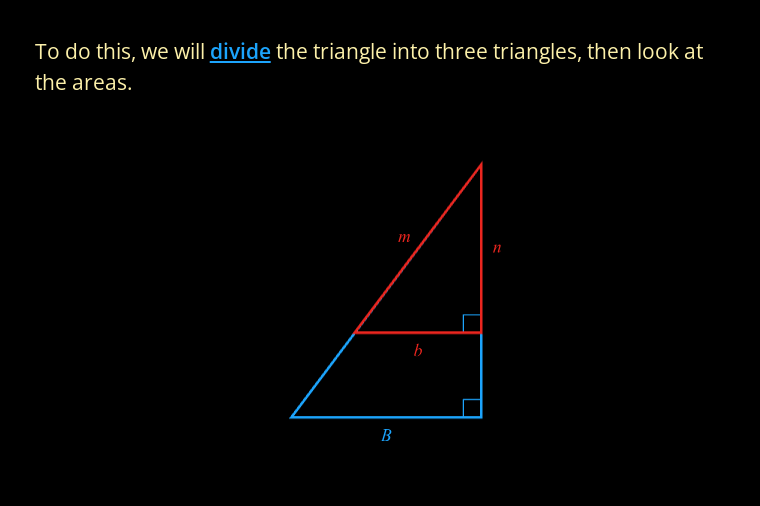 To do this, we will divide the triangle into three triangles, then look at
the areas.
m
n
b
B